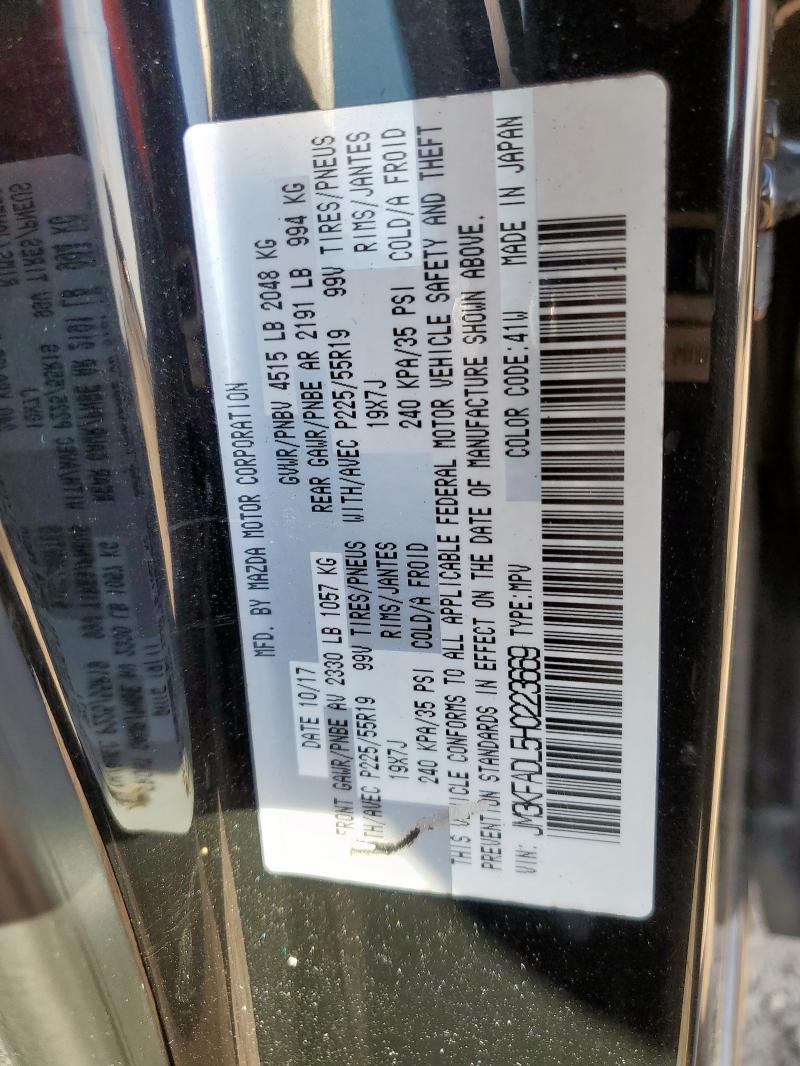 MFD. BY MAZDA MOTOR CORPORATION
DATE 10/17 GVWR/PNBV 4515 LB 2048 KG
FRONT GAWR/PNBE AV 2330 LB 1057 KG REAR GAWR/PNBE AR 2191 LB 994 KG
WITH/AVEC P225/55R19 99V TIRES/PNEUS WITH/AVEC P225/55R19 99V TIRES/PNEUS
19X7J RIMS/JANTES 19X7J RIMS/JANTES
240 KPA/35 PSI COLD/A FROID 240 KPA/35 PSI COLD/A FROID
THIS VEHICLE CONFORMS TO ALL APPLICABLE FEDERAL MOTOR VEHICLE SAFETY AND THEFT
PREVENTION STANDARDS IN EFFECT ON THE DATE OF MANUFACTURE SHOWN ABOVE.
VIN: JM3KFADL5H0223669 TYPE:MPV COLOR CODE:41W MADE IN JAPAN